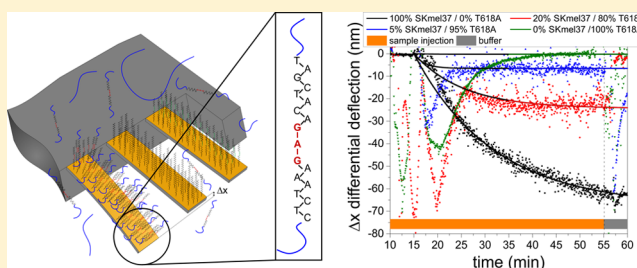 100% SKmel37 / 0% T618A
20% SKmel37 / 80% T618A
5% SKmel37 / 95% T618A
0% SKmel37 /100% T618A
sample injection
buffer
Δx
G
A
G
Δx differential deflection (nm)
0
-10
-20
-30
-40
-50
-60
-70
-80
10 15 20 25 30 35 40 45 50 55 60
time (min)